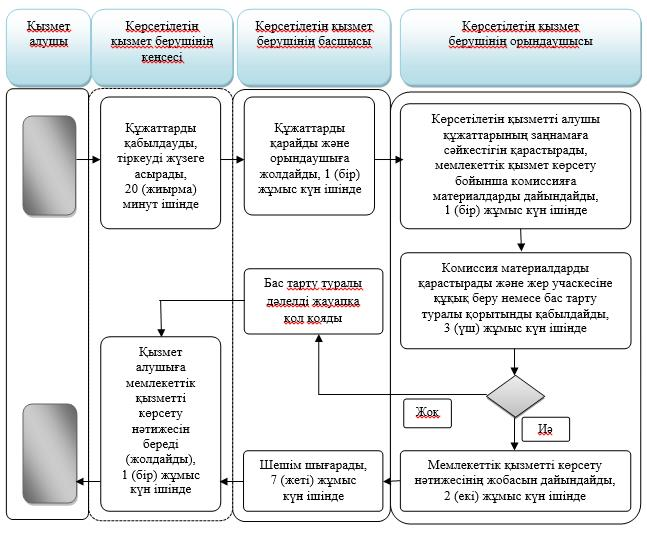 Қызмет
алушы
Көрсетілетін
қызмет берушінің
кеңсесі
Көрсетілетін қызмет
берушінің басшысы
Көрсетілетін қызмет
берушінің орындаушысы
Құжаттарды
қабылдауды,
тіркеуді жүзеге
асырады,
20 (жиырма)
минут ішінде
Құжаттарды
қарайды және
орындаушыға
жолдайды, 1 (бір)
жұмыс күн ішінде
Көрсетілетін қызметті алушы
құжаттарының заңнамаға
сәйкестігін қарастырады,
мемлекеттік қызмет көрсету
бойынша комиссияға
материалдарды дайындайды,
1 (бір) жұмыс күн ішінде
Комиссия материалдарды
қарастырады және жер учаскесіне
құқық беру немесе бас тарту
туралы қорытынды қабылдайды,
3 (үш) жұмыс күн ішінде
Бас тарту туралы
дәлелді жауапқа
қол қояды
Жоқ
Иә
Қызмет
алушыға
мемлекеттік
қызметті
көрсету
нәтижесін
береді
(жолдайды),
1 (бір) жұмыс
күн ішінде
Шешім шығарады,
7 (жеті) жұмыс
күн ішінде
Мемлекеттік қызметті көрсету
нәтижесінің жобасын дайындайды,
2 (екі) жұмыс күн ішінде